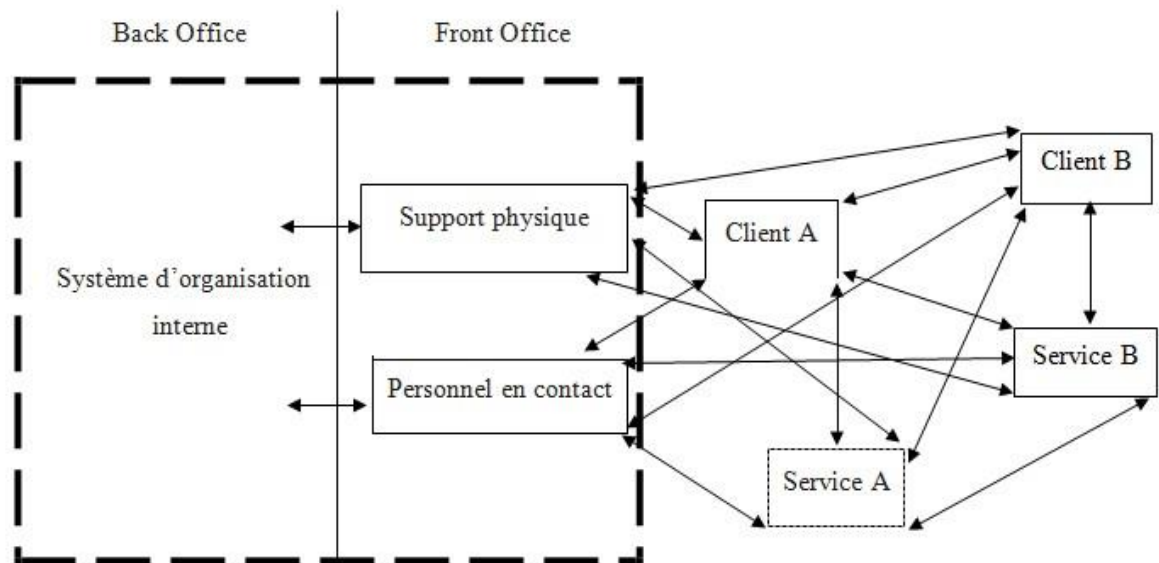 Back Office
Front Office
Client B
Support physique
Client A
Système d’organisation
interne
Service B
Personnel en contact
Service A